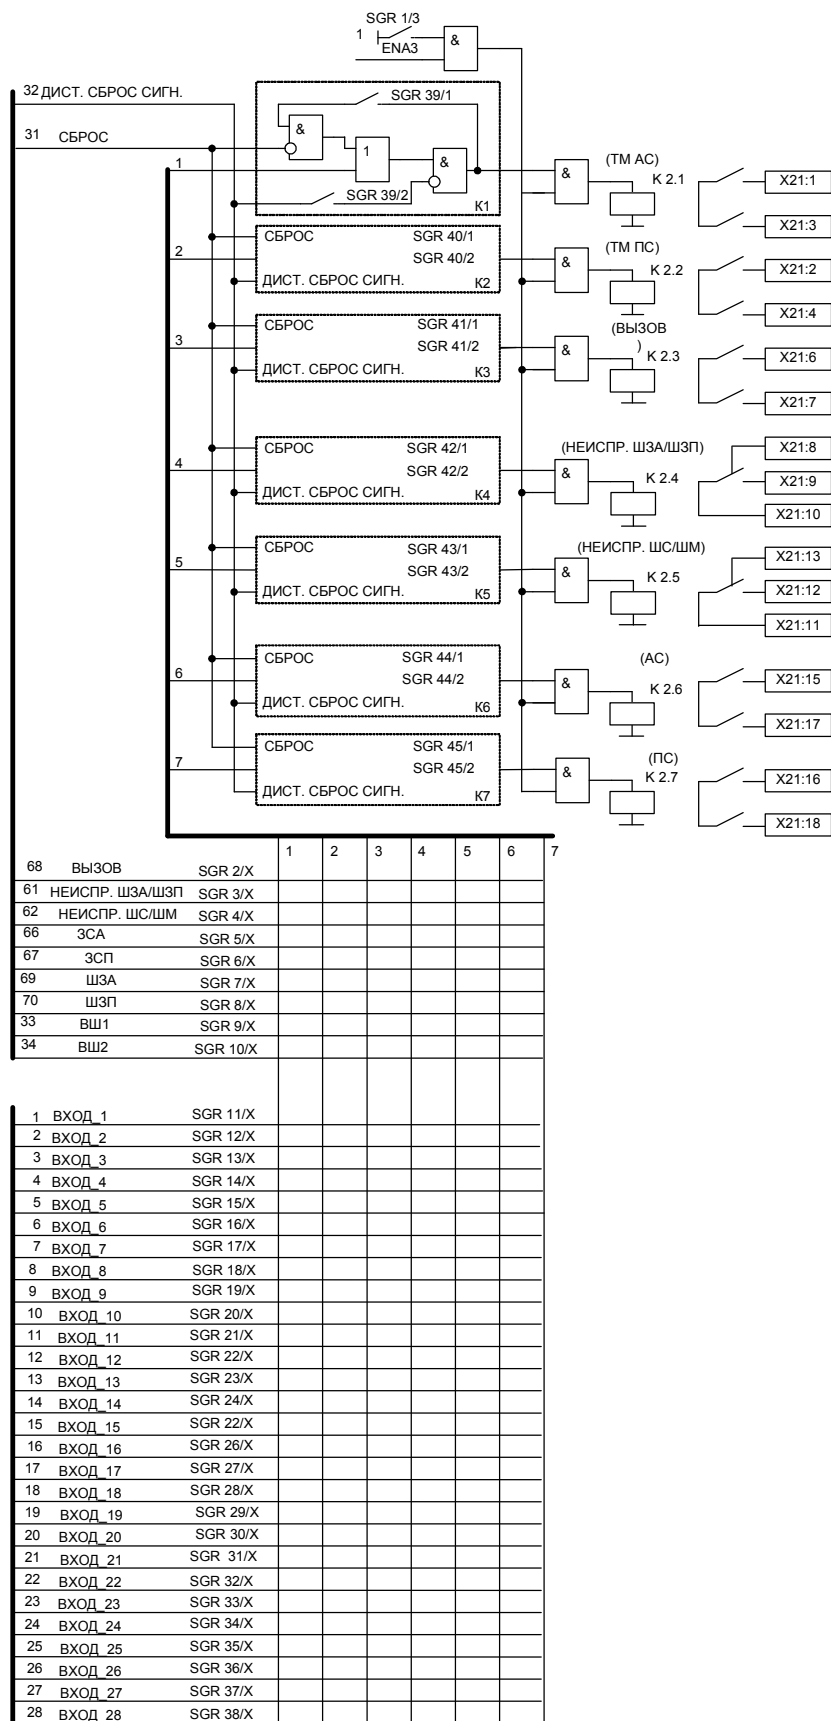 SGR 1/3
1
ENA3
&
32 ДИСТ. СБРОС СИГН.
31 СБРОС
SGR 39/1
&
1
&
SGR 39/2
К1
1
&
(ТМ АС)
K 2.1
X21:1
X21:3
СБРОС SGR 40/1
2
SGR 40/2
ДИСТ. СБРОС СИГН. К2
&
(ТМ ПС)
K 2.2
X21:2
X21:4
СБРОС SGR 41/1
3
SGR 41/2
ДИСТ. СБРОС СИГН. К3
&
(ВЫЗОВ
)
K 2.3
X21:6
X21:7
СБРОС SGR 42/1
4
SGR 42/2
ДИСТ. СБРОС СИГН. К4
&
(НЕИСПР. ШЗА/ШЗП)
K 2.4
X21:8
X21:9
X21:10
СБРОС SGR 43/1
5
SGR 43/2
ДИСТ. СБРОС СИГН. К5
&
(НЕИСПР. ШС/ШМ)
K 2.5
X21:13
X21:12
X21:11
СБРОС SGR 44/1
6
SGR 44/2
ДИСТ. СБРОС СИГН. К6
&
(АС)
K 2.6
X21:15
X21:17
СБРОС SGR 45/1
7
SGR 45/2
ДИСТ. СБРОС СИГН. К7
&
(ПС)
K 2.7
X21:16
X21:18
1 2 3 4 5 6 7
68 ВЫЗОВ SGR 2/X
61 НЕИСПР. ШЗА/ШЗП SGR 3/X
62 НЕИСПР. ШС/ШМ SGR 4/X
66 ЗСА SGR 5/X
67 ЗСП SGR 6/X
69 ШЗА SGR 7/X
70 ШЗП SGR 8/X
33 ВШ1 SGR 9/X
34 ВШ2 SGR 10/X
1 ВХОД_1 SGR 11/X
2 ВХОД_2 SGR 12/X
3 ВХОД_3 SGR 13/X
4 ВХОД_4 SGR 14/X
5 ВХОД_5 SGR 15/X
6 ВХОД_6 SGR 16/X
7 ВХОД_7 SGR 17/X
8 ВХОД_8 SGR 18/X
9 ВХОД_9 SGR 19/X
10 ВХОД_10 SGR 20/X
11 ВХОД_11 SGR 21/X
12 ВХОД_12 SGR 22/X
13 ВХОД_13 SGR 23/X
14 ВХОД_14 SGR 24/X
15 ВХОД_15 SGR 22/X
16 ВХОД_16 SGR 26/X
17 ВХОД_17 SGR 27/X
18 ВХОД_18 SGR 28/X
19 ВХОД_19 SGR 29/X
20 ВХОД_20 SGR 30/X
21 ВХОД_21 SGR 31/X
22 ВХОД_22 SGR 32/X
23 ВХОД_23 SGR 33/X
24 ВХОД_24 SGR 34/X
25 ВХОД_25 SGR 35/X
26 ВХОД_26 SGR 36/X
27 ВХОД_27 SGR 37/X
28 ВХОД_28 SGR 38/X